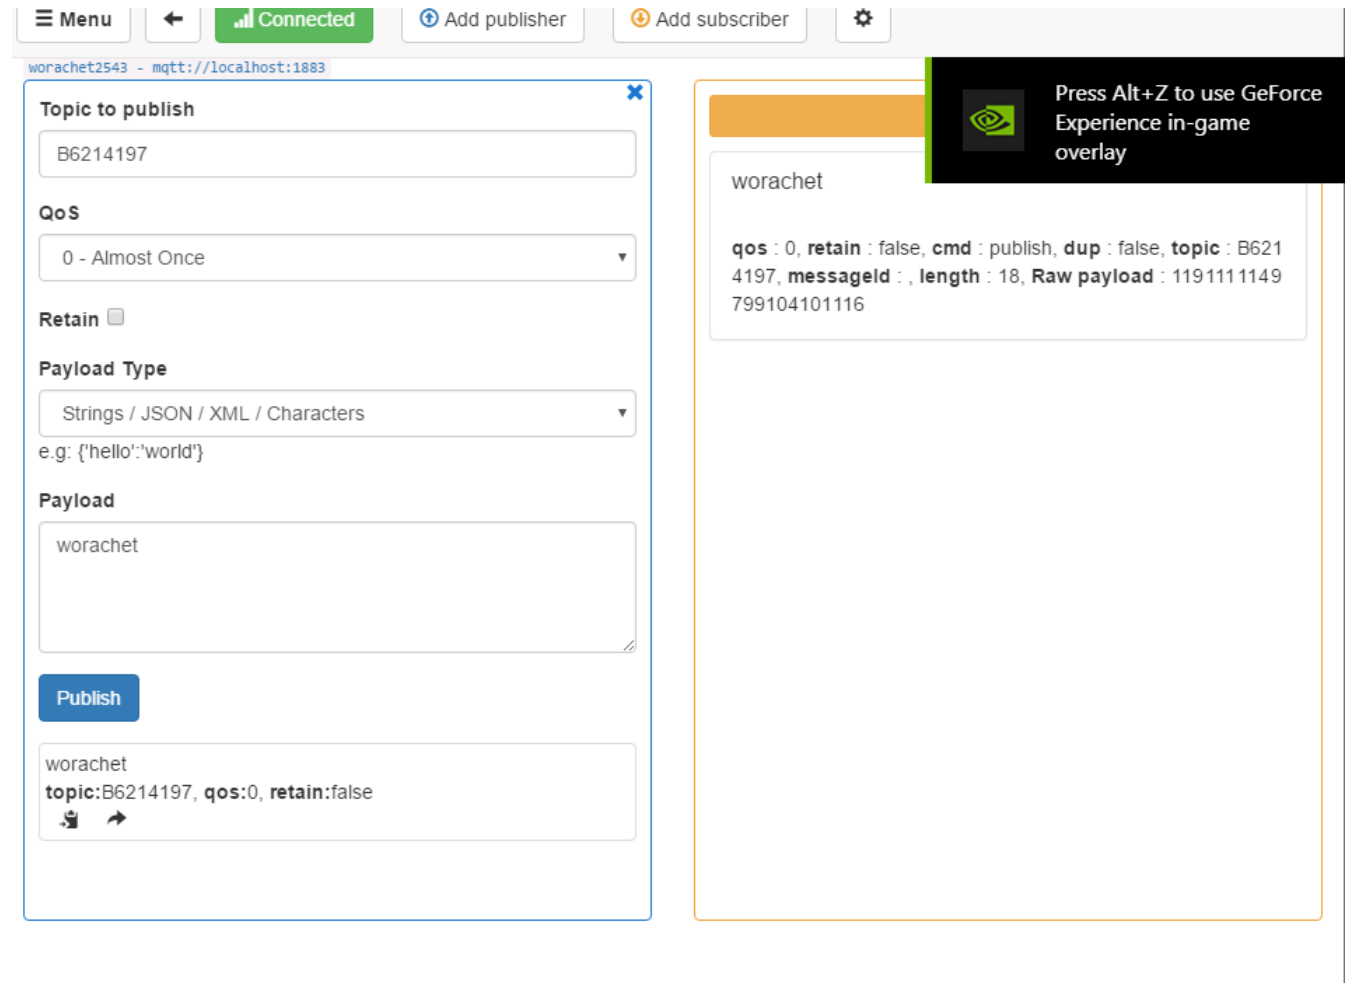 Menu
Connected
Add publisher
Add subscriber
worachet2543 - mqtt://localhost:1883
Topic to publish
B6214197
QoS
0 - Almost Once
Retain
Payload Type
Strings / JSON / XML / Characters
e.g: {'hello':'world'}
Payload
worachet
Publish
worachet
topic:B6214197, qos:0, retain:false
Press Alt+Z to use GeForce
Experience in-game
overlay
worachet
qos : 0, retain : false, cmd : publish, dup : false, topic : B621
4197, messageId : , length : 18, Raw payload : 1191111149
799104101116